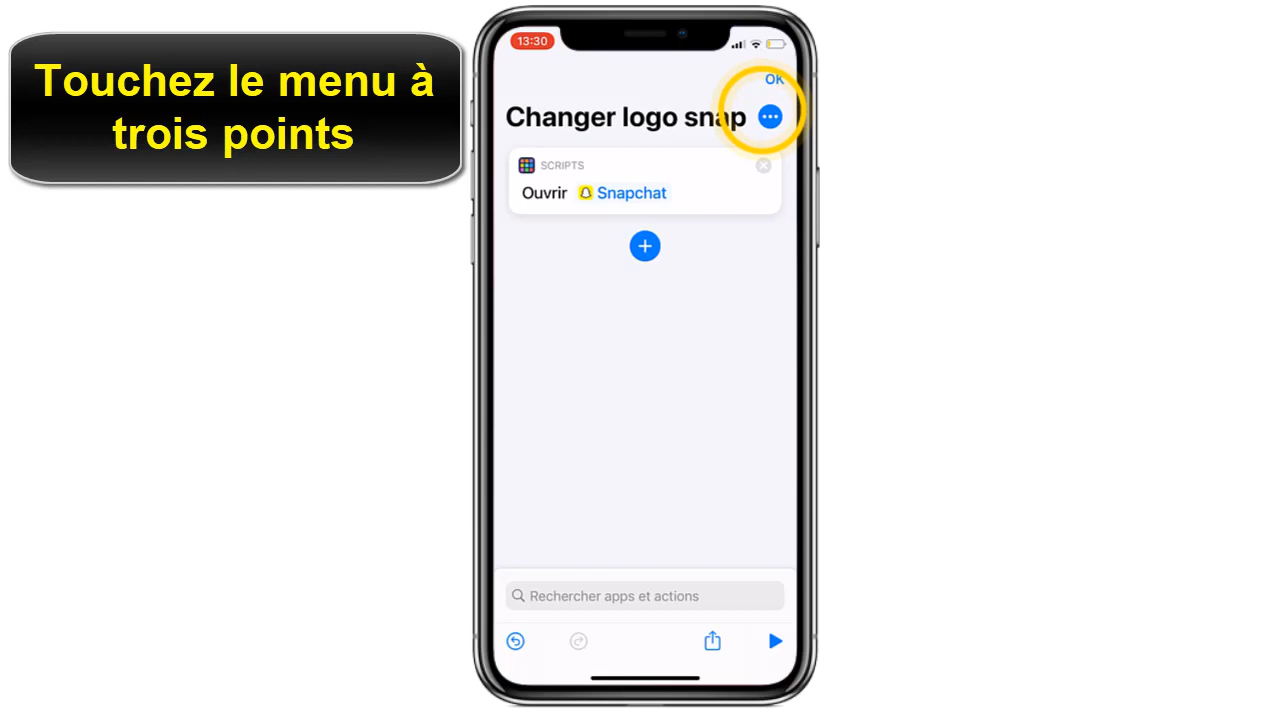 Touchez le menu à
trois points
13:30
OK
Changer logo snap
SCRIPTS
Ouvrir Snapchat
Rechercher apps et actions